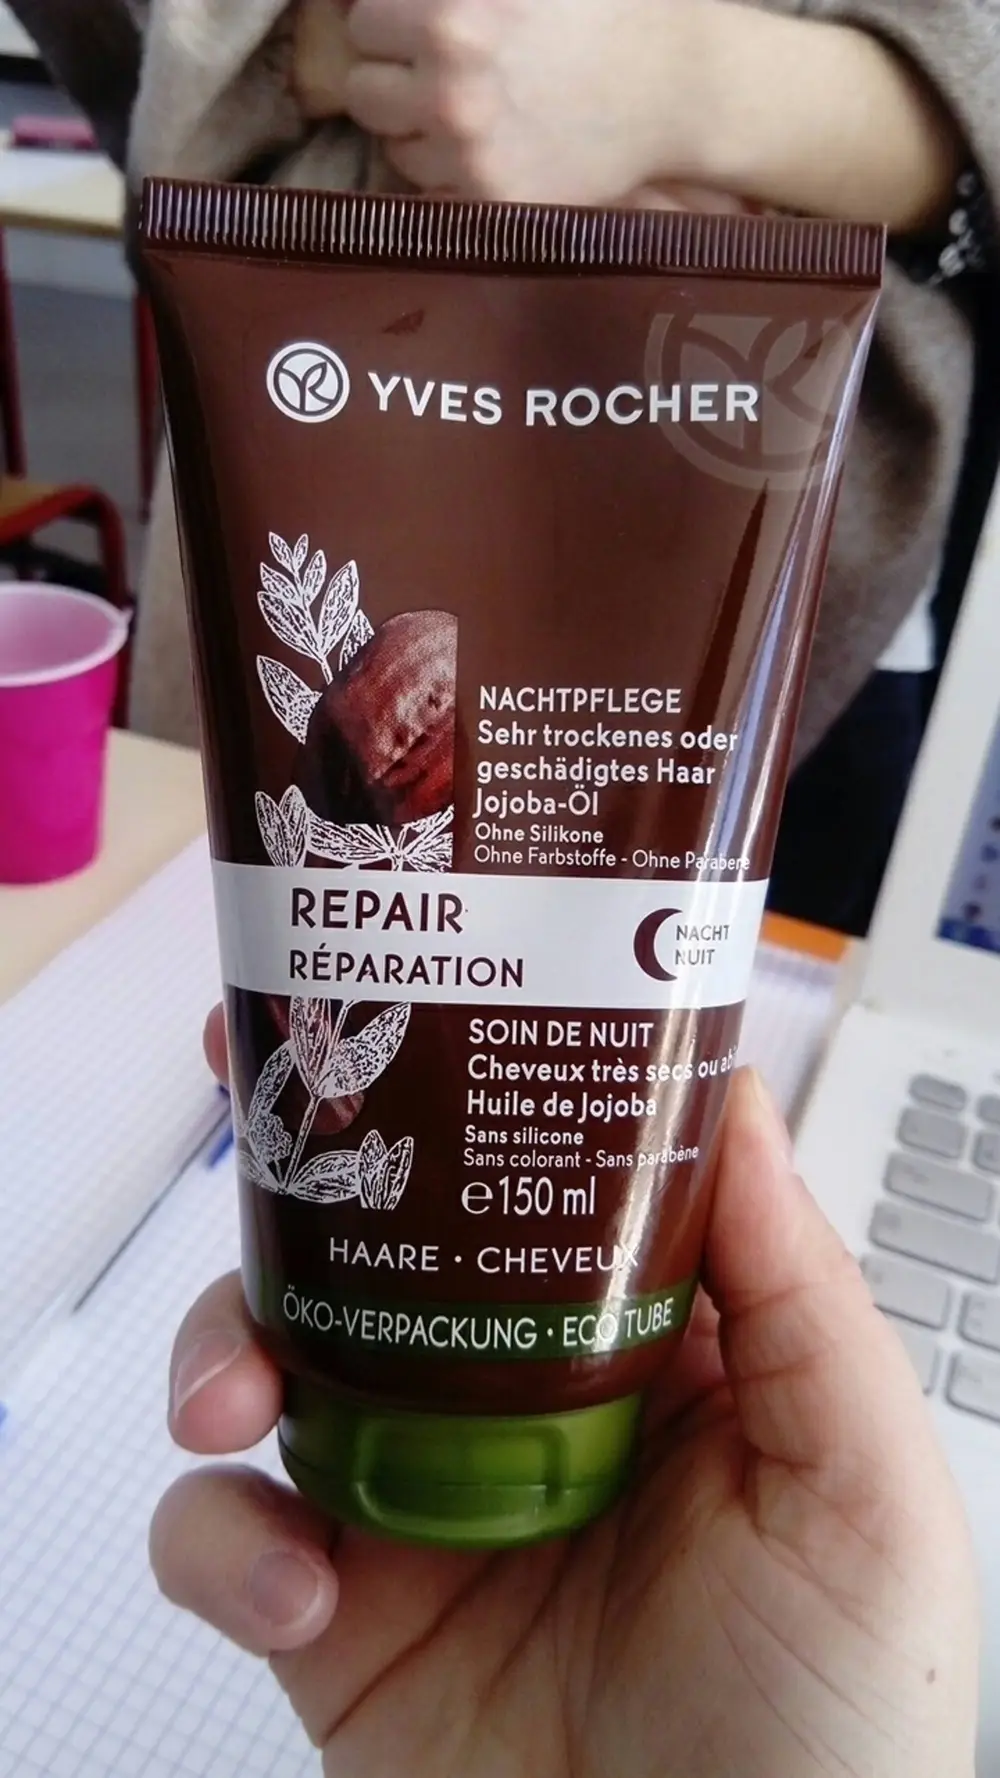 YVES ROCHER
NACHTPFLEGE
Sehr trockenes oder
geschädigtes Haar
Jojoba-Öl
Ohne Silikone
Ohne Farbstoffe - Ohne Parabene
REPAIR
RÉPARATION
NACHT
NUIT
SOIN DE NUIT
Cheveux très secs ou
Huile de Jojoba
Sans silicone
Sans colorant - Sans parabène
e150 ml
HAARE · CHEVEUX
ÖKO-VERPACKUNG · ECO TUBE